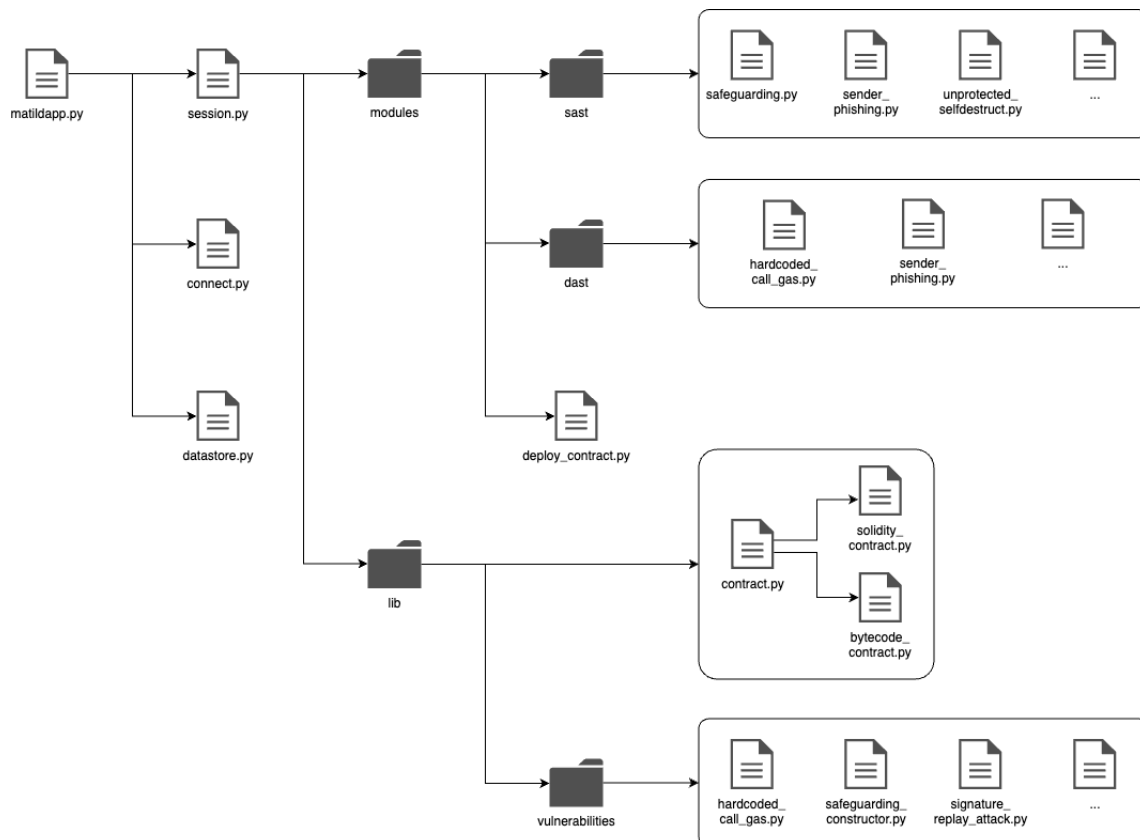 matildapp.py
session.py
modules
sast
safeguarding.py
sender_
phishing.py
unprotected_
selfdestruct.py
...
connect.py
dast
hardcoded_
call_gas.py
sender_
phishing.py
...
datastore.py
deploy_contract.py
lib
contract.py
solidity_
contract.py
bytecode_
contract.py
vulnerabilities
hardcoded_
call_gas.py
safeguarding_
constructor.py
signature_
replay_attack.py
...